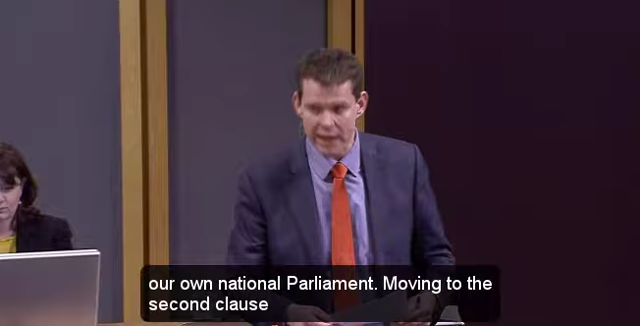 our own national Parliament. Moving to the
second clause